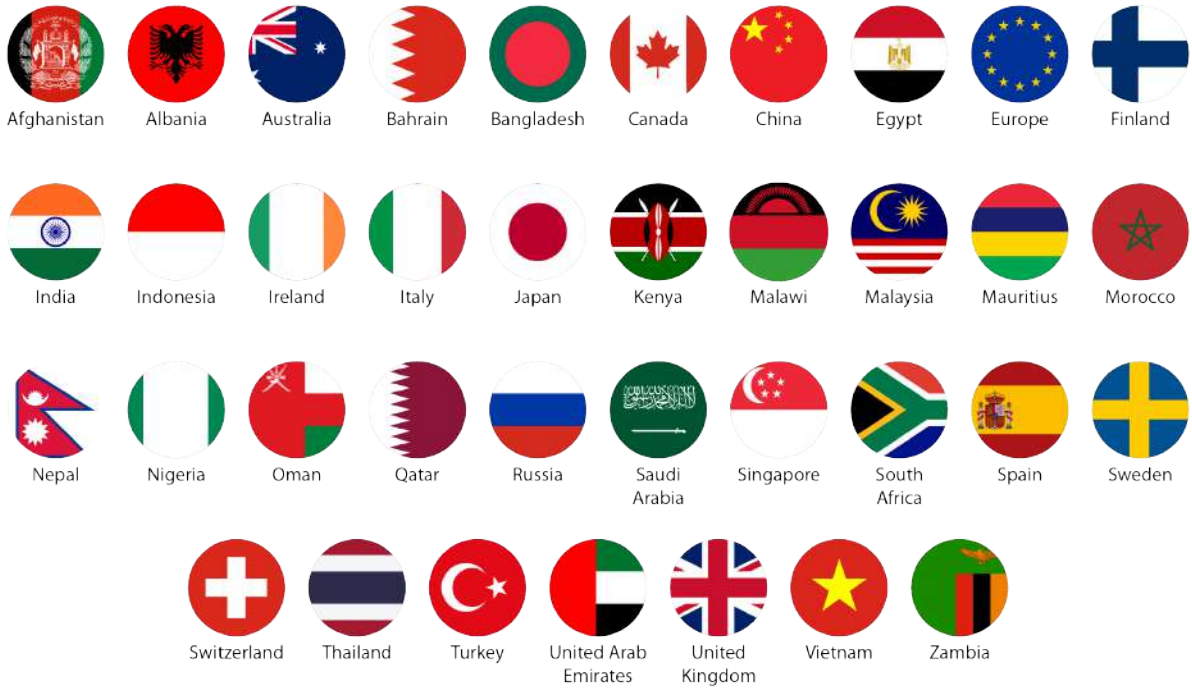 Afghanistan
Albania
Australia
Bahrain
Bangladesh
Canada
China
Egypt
Europe
Finland
India
Indonesia
Ireland
Italy
Japan
Kenya
Malawi
Malaysia
Mauritius
Morocco
Nepal
Nigeria
Oman
Qatar
Russia
Saudi
Arabia
Singapore
South
Africa
Spain
Sweden
Switzerland
Thailand
Turkey
United Arab
Emirates
United
Kingdom
Vietnam
Zambia